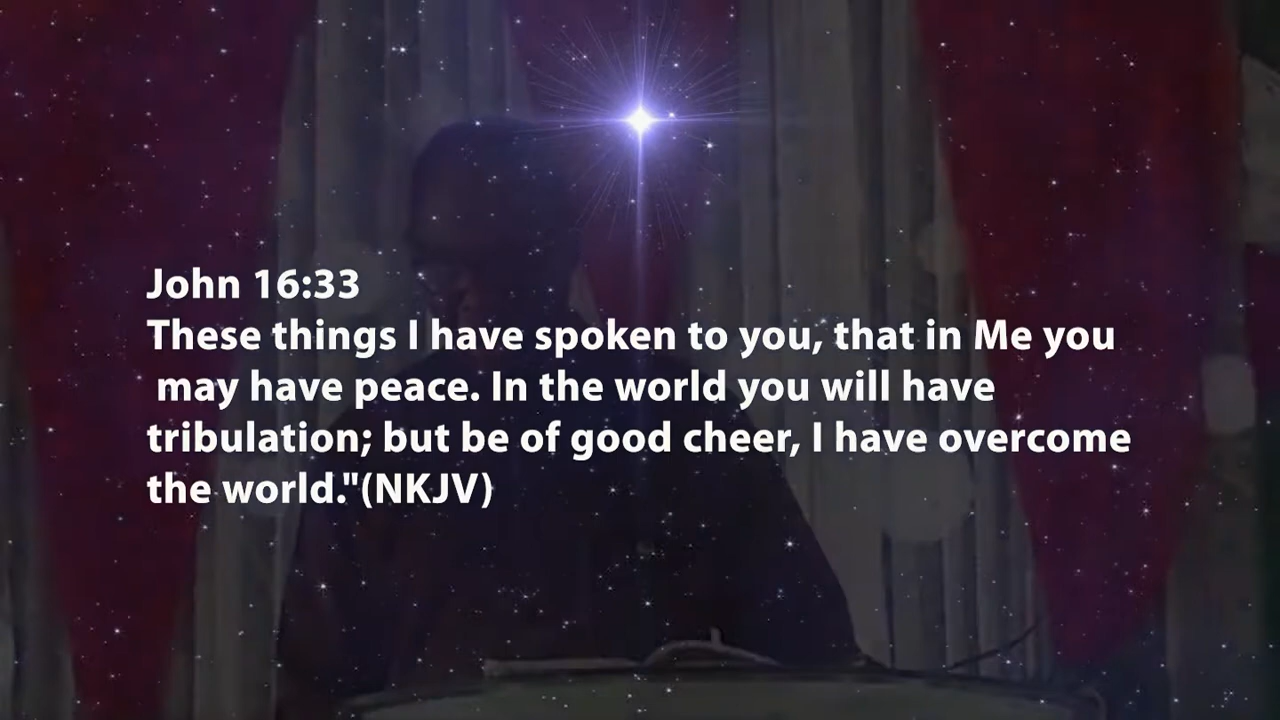 John 16:33
These things I have spoken to you, that in Me you
may have peace. In the world you will have
tribulation; but be of good cheer, I have overcome
the world."(NKJV)